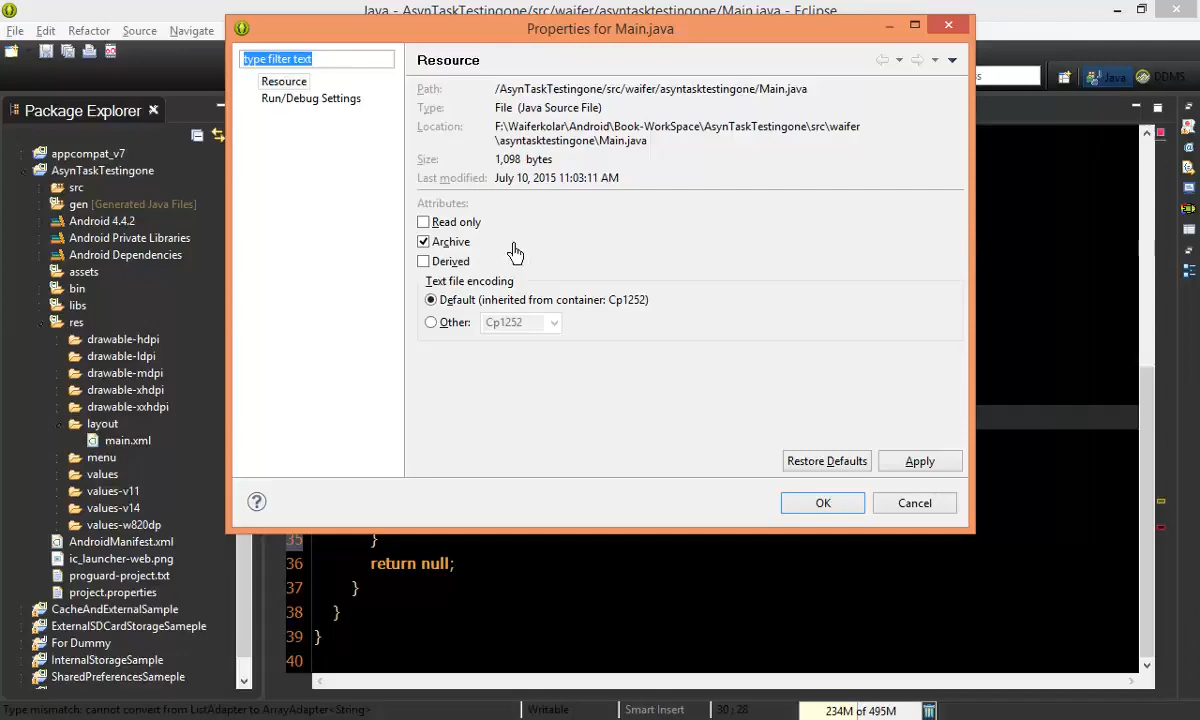 Java - AsynTaskTestingone/src/waifer/asyntasktestingone/Main.java - Eclipse
File Edit Refactor Source Navigate
Java DDMS
Package Explorer
appcompat_v7
AsynTaskTestingone
src
gen [Generated Java Files]
Android 4.4.2
Android Private Libraries
Android Dependencies
assets
bin
libs
res
drawable-hdpi
drawable-ldpi
drawable-mdpi
drawable-xhdpi
drawable-xxhdpi
layout
main.xml
menu
values
values-v11
values-v14
values-w820dp
AndroidManifest.xml
ic_launcher-web.png
proguard-project.txt
project.properties
CacheAndExternalSample
ExternalSDCardStorageSameple
For Dummy
InternalStorageSample
SharedPreferencesSameple
Properties for Main.java
type filter text
Resource
Run/Debug Settings
Resource
Path: /AsynTaskTestingone/src/waifer/asyntasktestingone/Main.java
Type: File (Java Source File)
Location: F:\Waiferkolar\Android\Book-WorkSpace\AsynTaskTestingone\src\waifer
\asyntasktestingone\Main.java
Size: 1,098 bytes
Last modified: July 10, 2015 11:03:11 AM
Attributes:
Read only
Archive
Derived
Text file encoding
Default (inherited from container: Cp1252)
Other: Cp1252
Restore Defaults Apply
OK Cancel
35 }
36 return null;
37 }
38 }
39 }
40
Type mismatch: cannot convert from ListAdapter to ArrayAdapter<String> Writable Smart Insert 30 : 28 234M of 495M